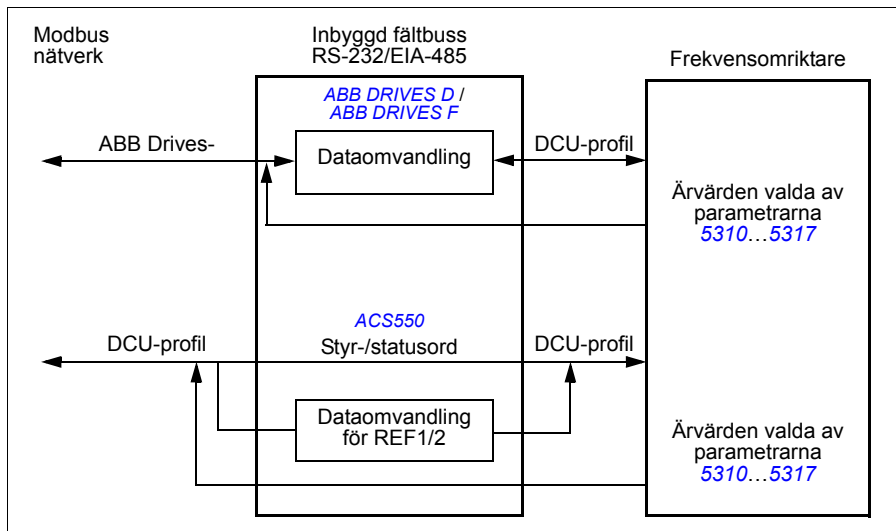 Modbus
nätverk
Inbyggd fältbuss
RS-232/EIA-485
Frekvensomriktare
ABB DRIVES D /
ABB DRIVES F
ABB Drives-
Dataomvandling
DCU-profil
Ärvärden valda av
parametrarna
5310…5317
ACS550
DCU-profil
Styr-/statusord
DCU-profil
Dataomvandling
för REF1/2
Ärvärden valda av
parametrarna
5310…5317